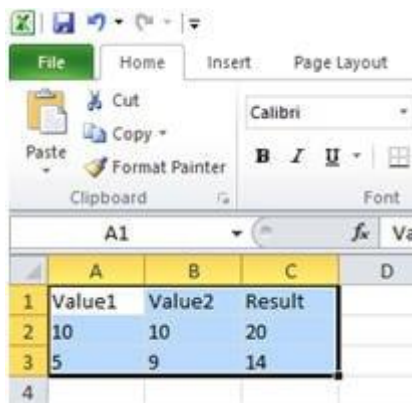 File Home Insert Page Layout
Cut
Copy
Paste
Format Painter
Calibri
B I U
Clipboard Font
A1 fx Va
A B C D
1 Value1 Value2 Result
2 10 10 20
3 5 9 14
4